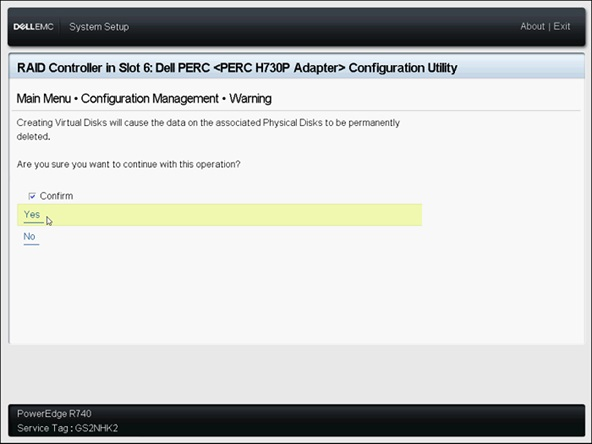 DELLEMC System Setup About | Exit
RAID Controller in Slot 6: Dell PERC <PERC H730P Adapter> Configuration Utility
Main Menu • Configuration Management • Warning
Creating Virtual Disks will cause the data on the associated Physical Disks to be permanently
deleted.
Are you sure you want to continue with this operation?
Confirm
Yes
No
PowerEdge R740
Service Tag : GS2NHK2